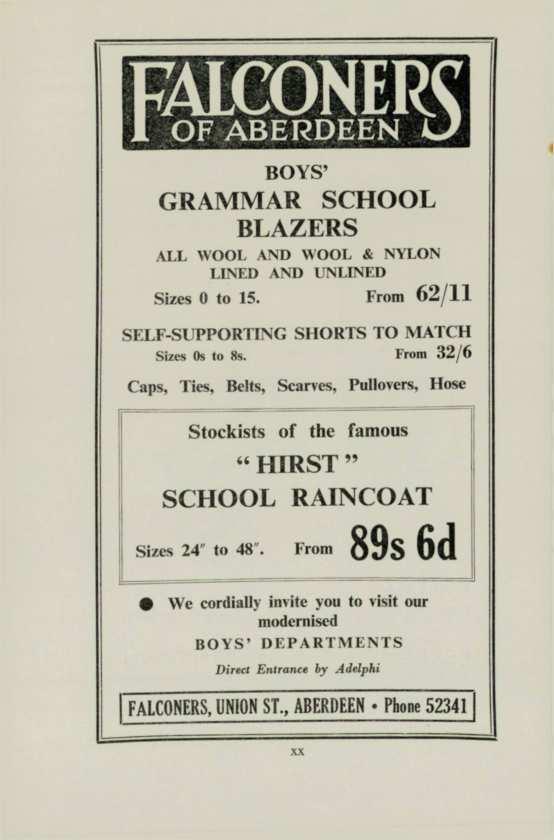 FALCONERS
OF ABERDEEN
BOYS'
GRAMMAR SCHOOL
BLAZERS
ALL WOOL AND WOOL & NYLON
LINED AND UNLINED
Sizes 0 to 15. From 62/11
SELF-SUPPORTING SHORTS TO MATCH
Sizes 0s to 8s. From 32/6
Caps, Ties, Belts, Scarves, Pullovers, Hose
Stockists of the famous
“ HIRST ”
SCHOOL RAINCOAT
Sizes 24″ to 48″. From 89s 6d
● We cordially invite you to visit our
modernised
BOYS' DEPARTMENTS
Direct Entrance by Adelphi
FALCONERS, UNION ST., ABERDEEN • Phone 52341
xx